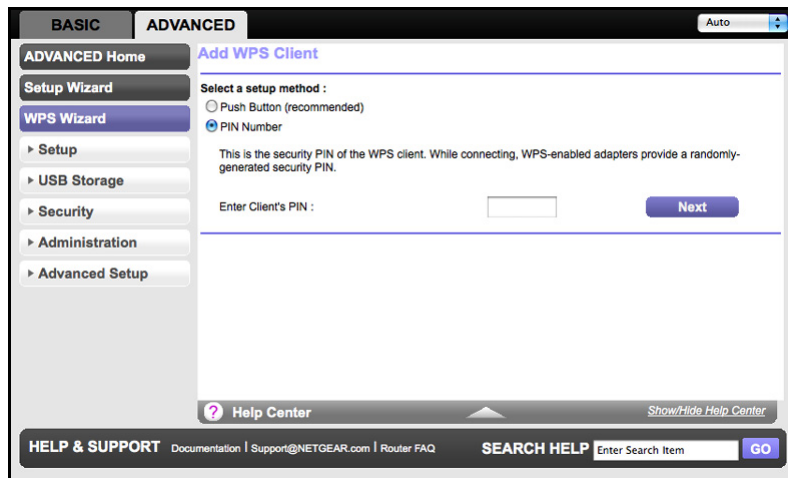 BASIC
ADVANCED
Auto
ADVANCED Home
Setup Wizard
WPS Wizard
Setup
USB Storage
Security
Administration
Advanced Setup
Add WPS Client
Select a setup method :
Push Button (recommended)
PIN Number
This is the security PIN of the WPS client. While connecting, WPS-enabled adapters provide a randomly-
generated security PIN.
Enter Client's PIN :
Next
? Help Center
Show/Hide Help Center
HELP & SUPPORT Documentation | Support@NETGEAR.com | Router FAQ
SEARCH HELP Enter Search Item GO